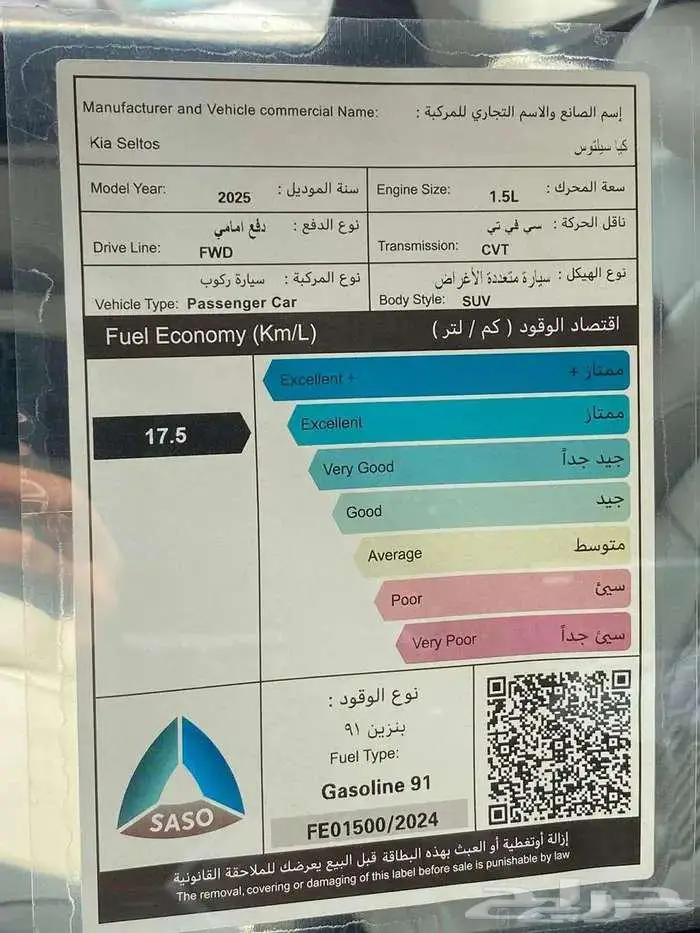 Manufacturer and Vehicle commercial Name: إسم الصانع والاسم التجاري للمركبة :
Kia Seltos كيا سيلتوس
Model Year: 2025 سنة الموديل :
Engine Size: 1.5L سعة المحرك :
نوع الدفع : دفع امامي
Drive Line: FWD
ناقل الحركة : سي في تي
Transmission: CVT
نوع المركبة : سيارة ركوب
Vehicle Type: Passenger Car
نوع الهيكل : سيارة متعددة الأغراض
Body Style: SUV
Fuel Economy (Km/L) اقتصاد الوقود ( كم / لتر )
Excellent + ممتاز +
17.5
Excellent ممتاز
Very Good جيد جداً
Good جيد
Average متوسط
Poor سيئ
Very Poor سيئ جداً
SASO
نوع الوقود :
بنزين ٩١
Fuel Type:
Gasoline 91
FE01500/2024
إزالة أوتغطية أو العبث بهذه البطاقة قبل البيع يعرضك للملاحقة القانونية
The removal, covering or damaging of this label before sale is punishable by law
حراج